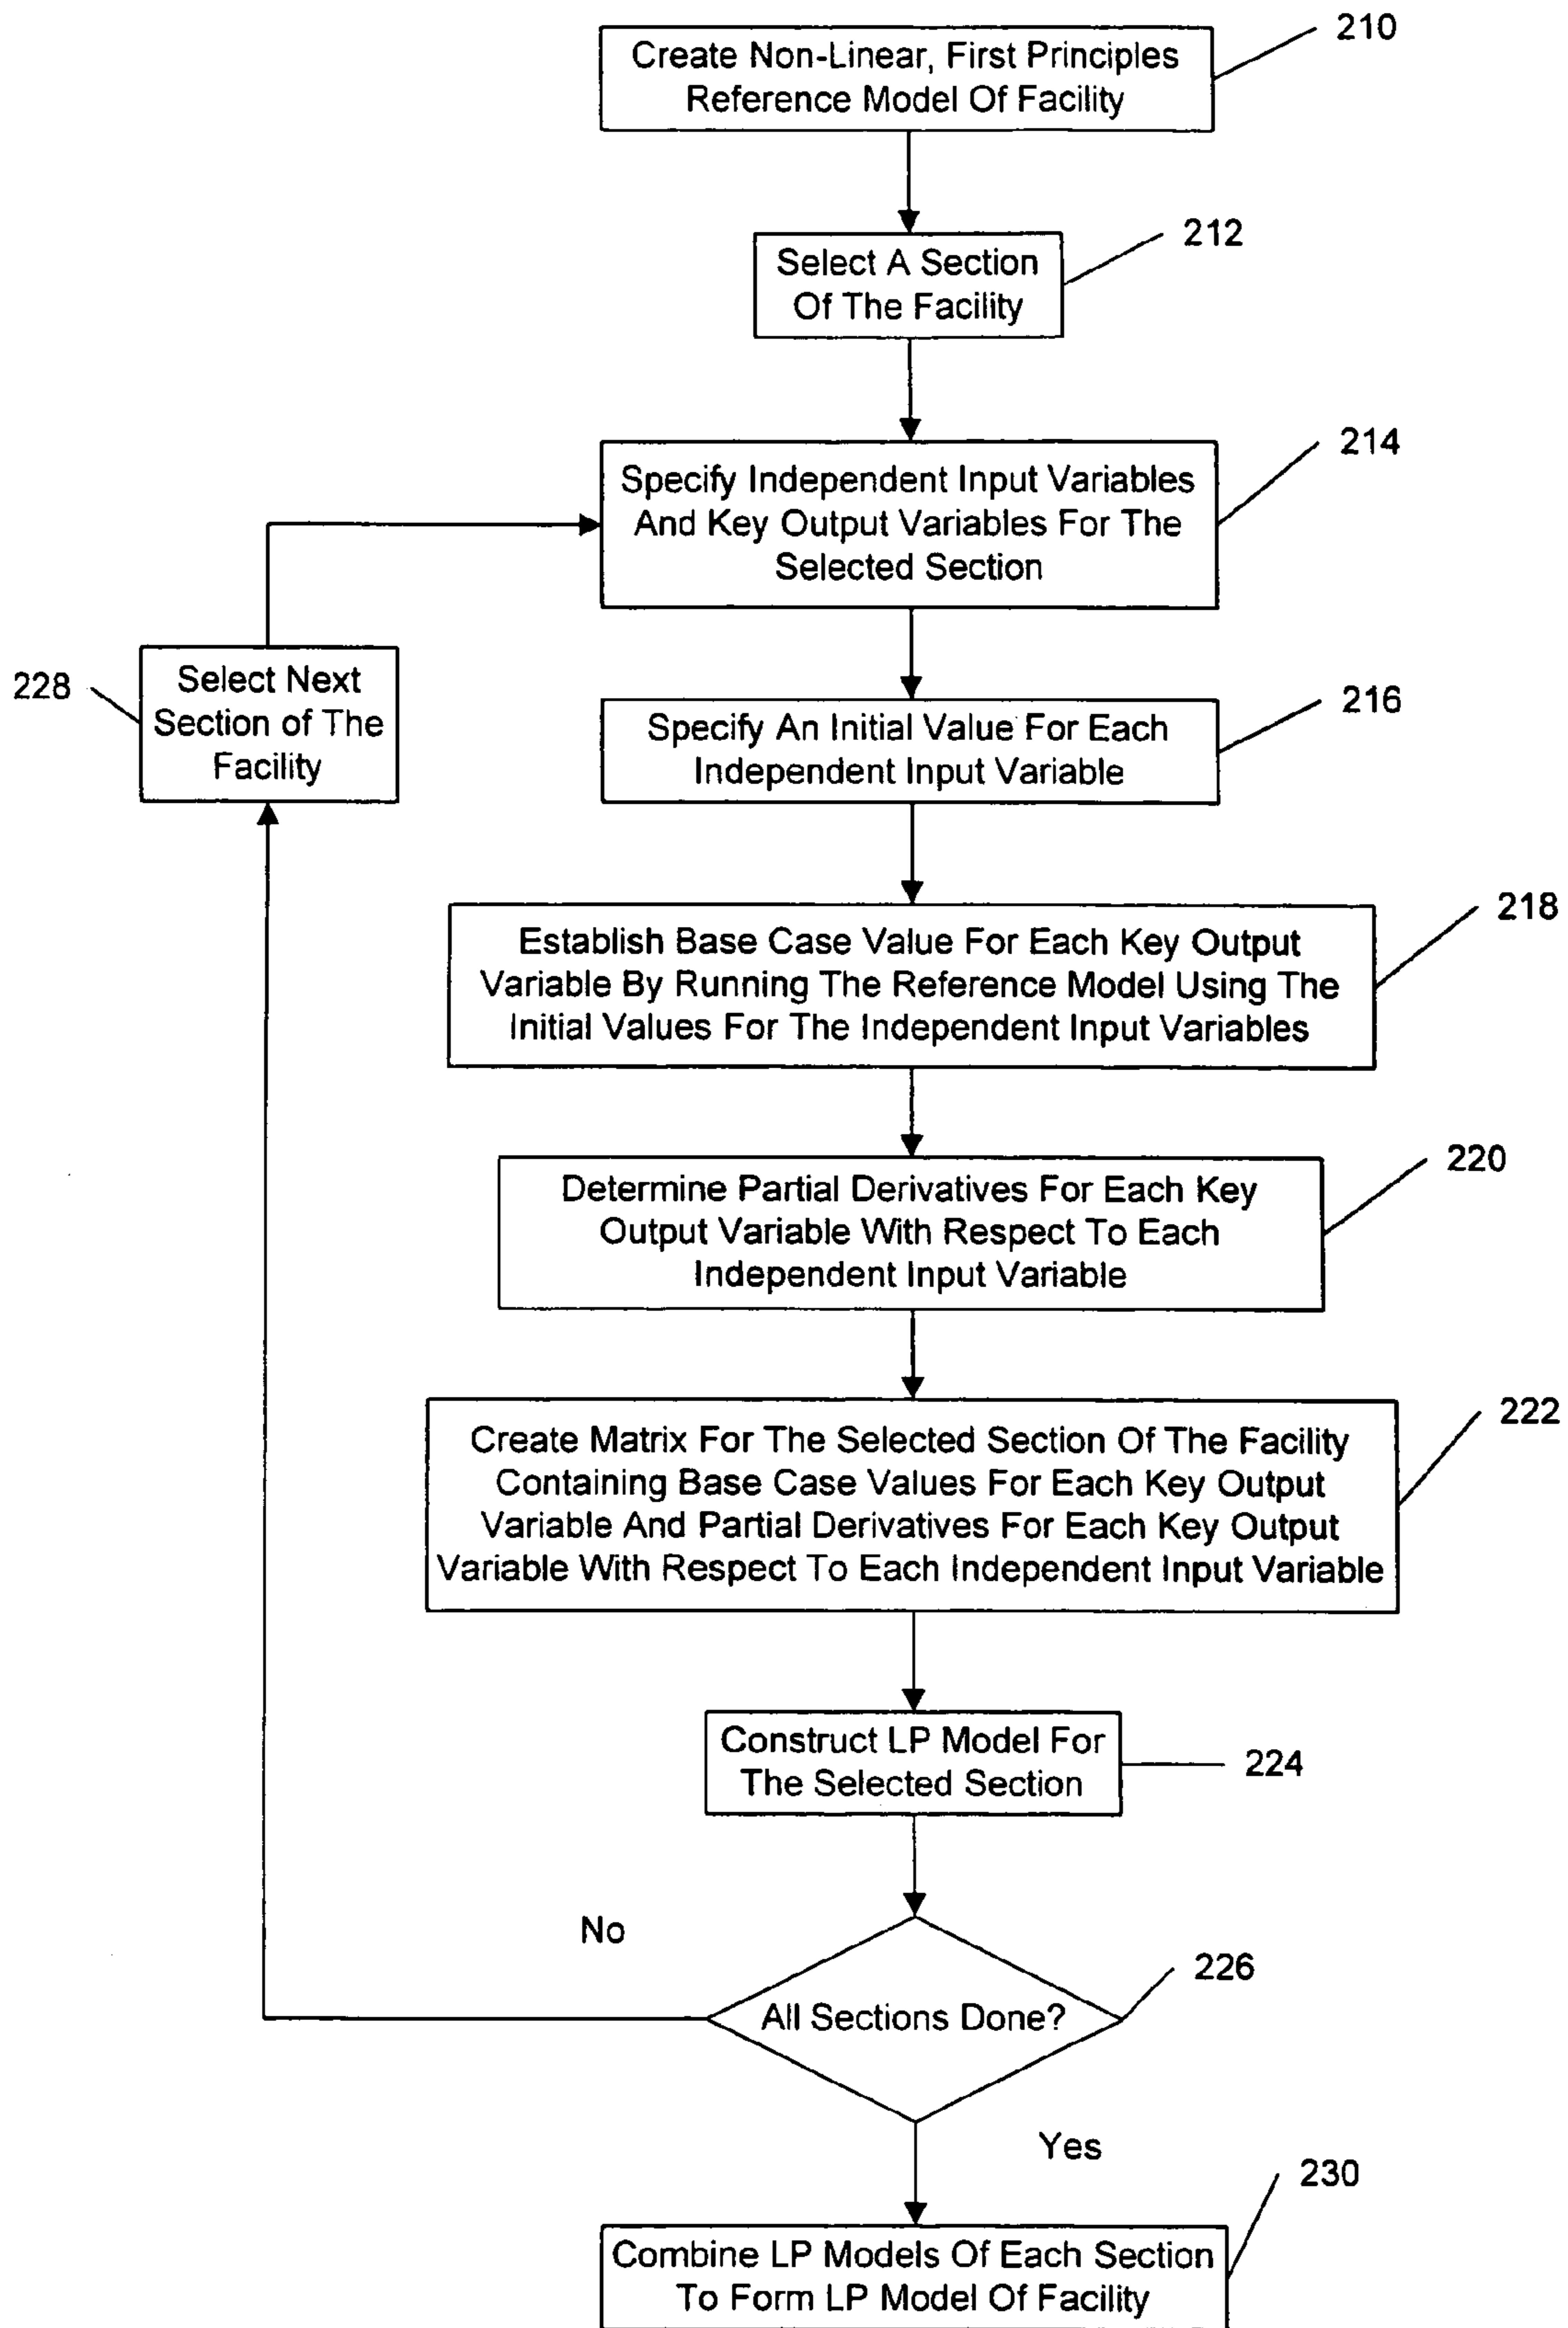 210
Create Non-Linear, First Principles
Reference Model Of Facility
212
Select A Section
Of The Facility
214
Specify Independent Input Variables
And Key Output Variables For The
Selected Section
228
Select Next
Section of The
Facility
216
Specify An Initial Value For Each
Independent Input Variable
218
Establish Base Case Value For Each Key Output
Variable By Running The Reference Model Using The
Initial Values For The Independent Input Variables
220
Determine Partial Derivatives For Each Key
Output Variable With Respect To Each
Independent Input Variable
222
Create Matrix For The Selected Section Of The Facility
Containing Base Case Values For Each Key Output
Variable And Partial Derivatives For Each Key Output
Variable With Respect To Each Independent Input Variable
Construct LP Model For
The Selected Section
224
No
226
All Sections Done?
Yes
230
Combine LP Models Of Each Section
To Form LP Model Of Facility